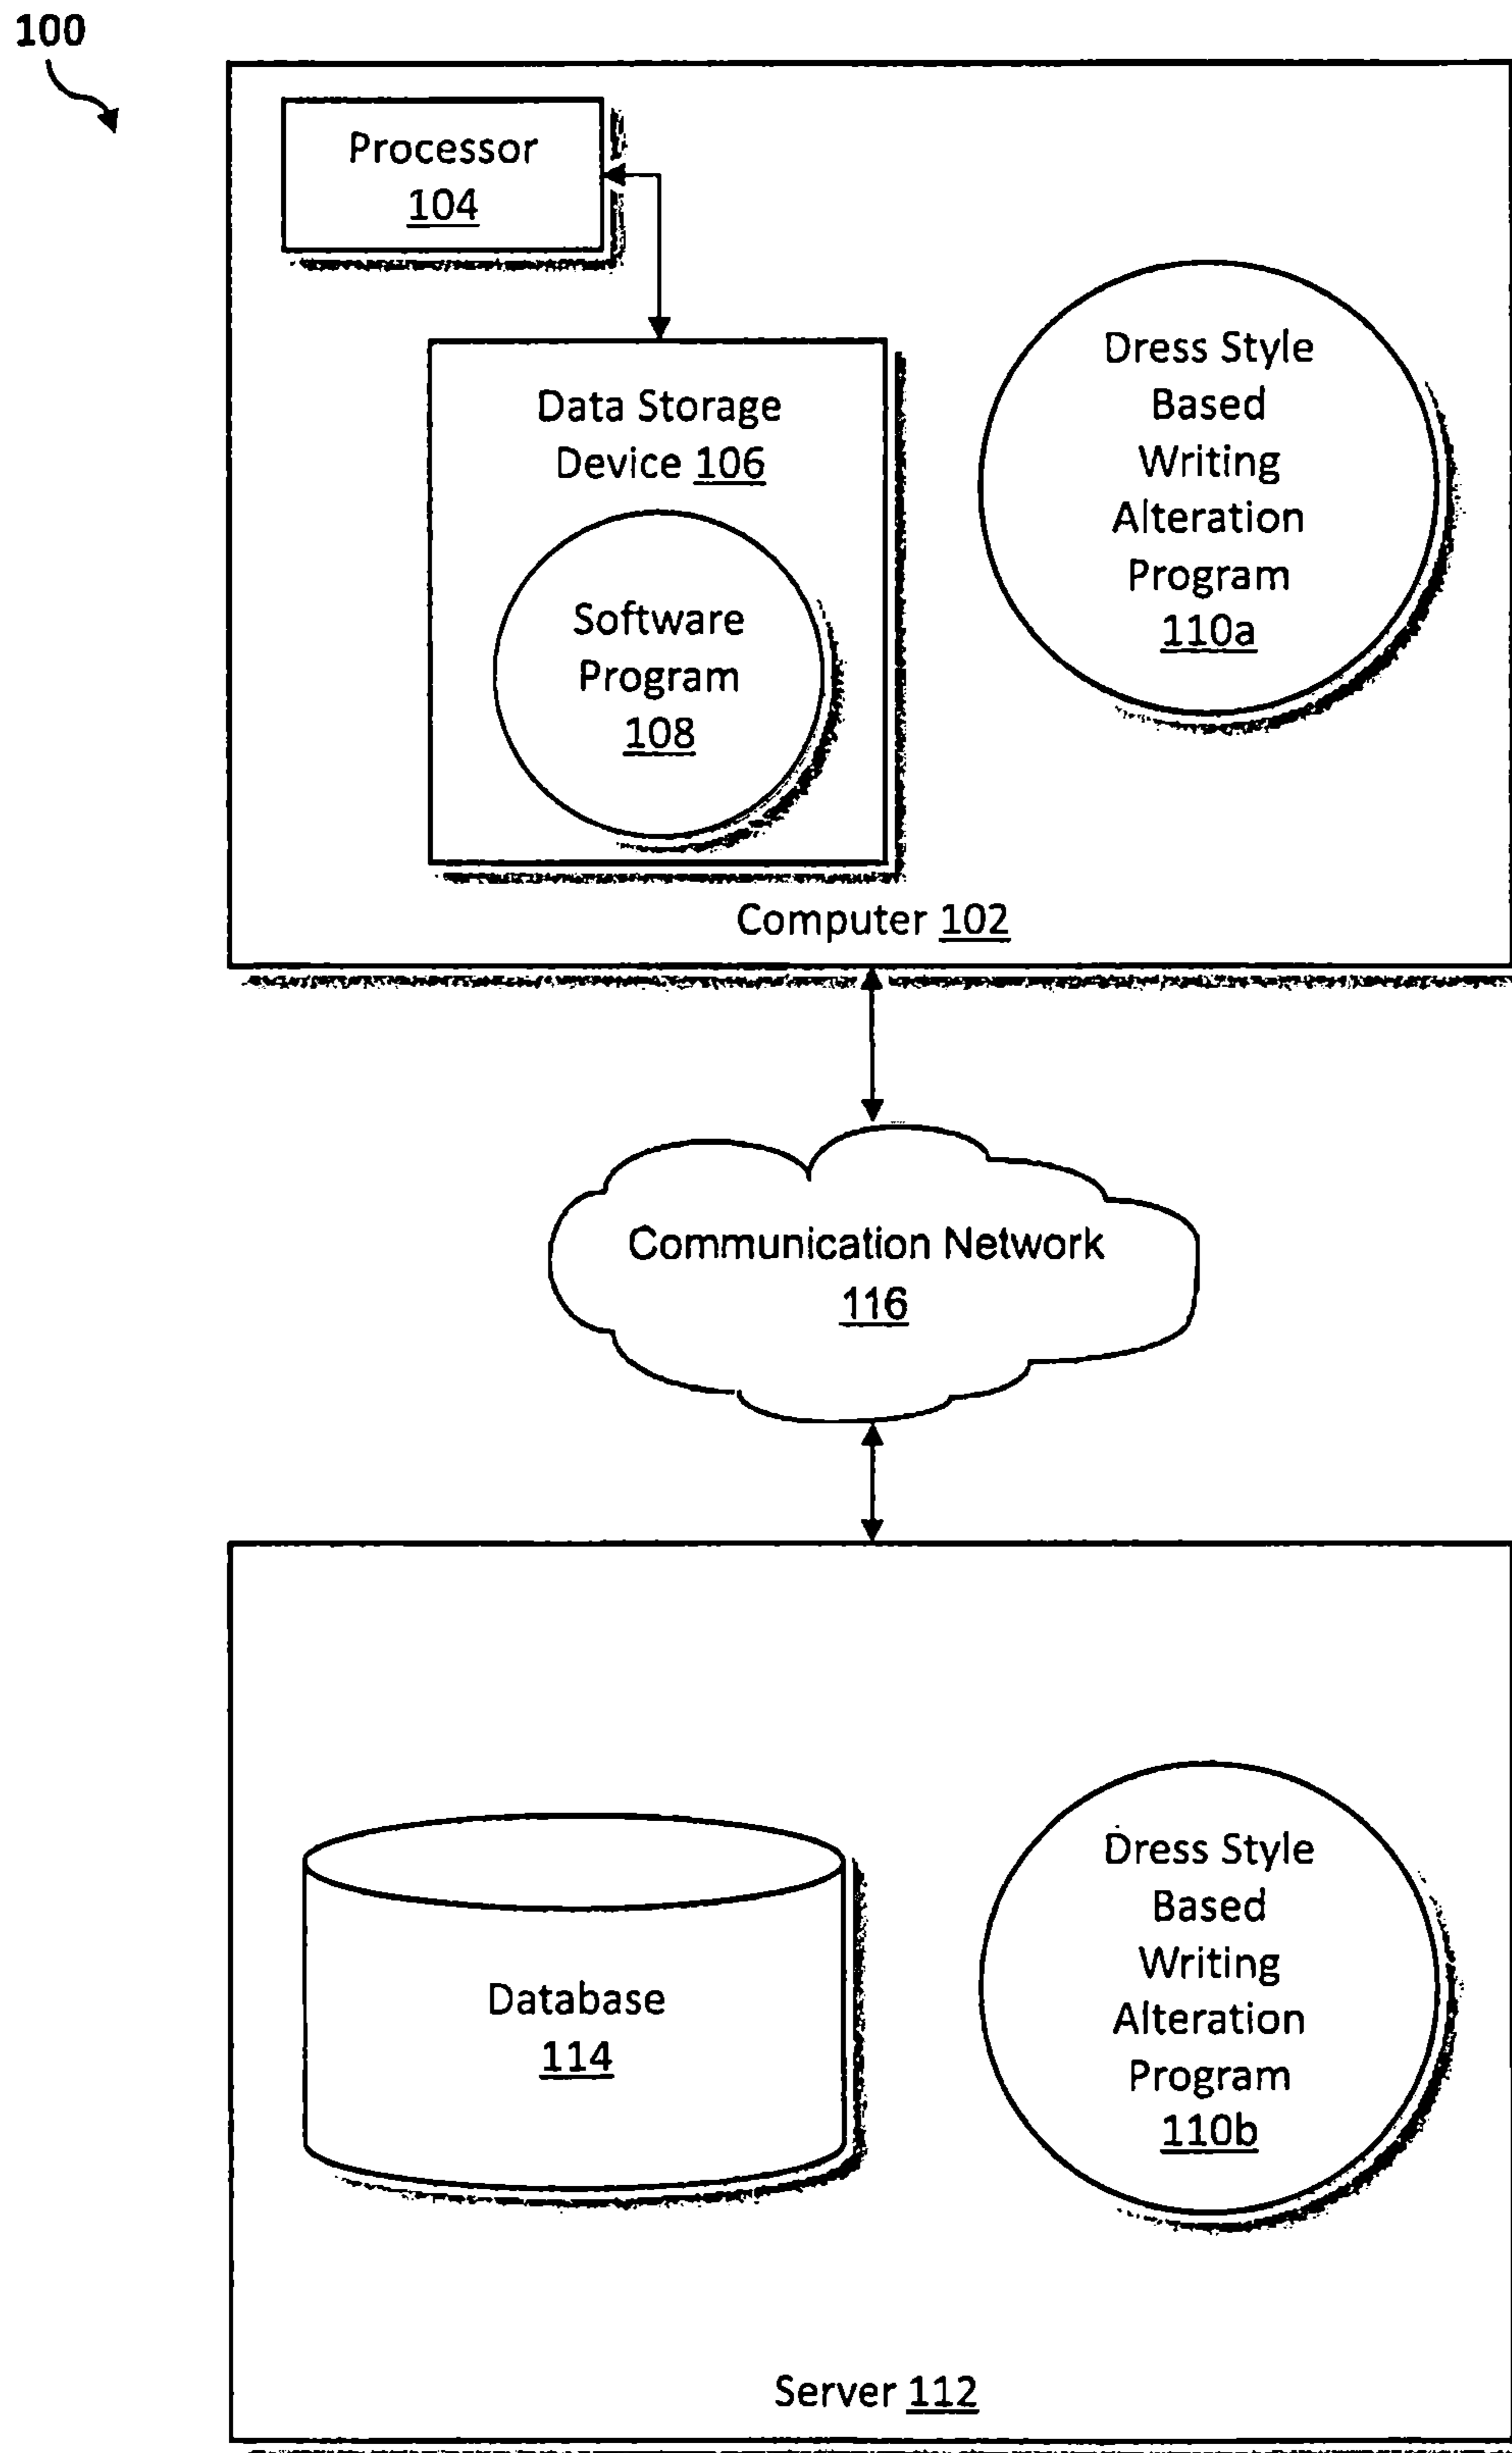 100
Processor
104
Data Storage
Device 106
Software
Program
108
Dress Style
Based
Writing
Alteration
Program
110a
Computer 102
Communication Network
116
Database
114
Dress Style
Based
Writing
Alteration
Program
110b
Server 112